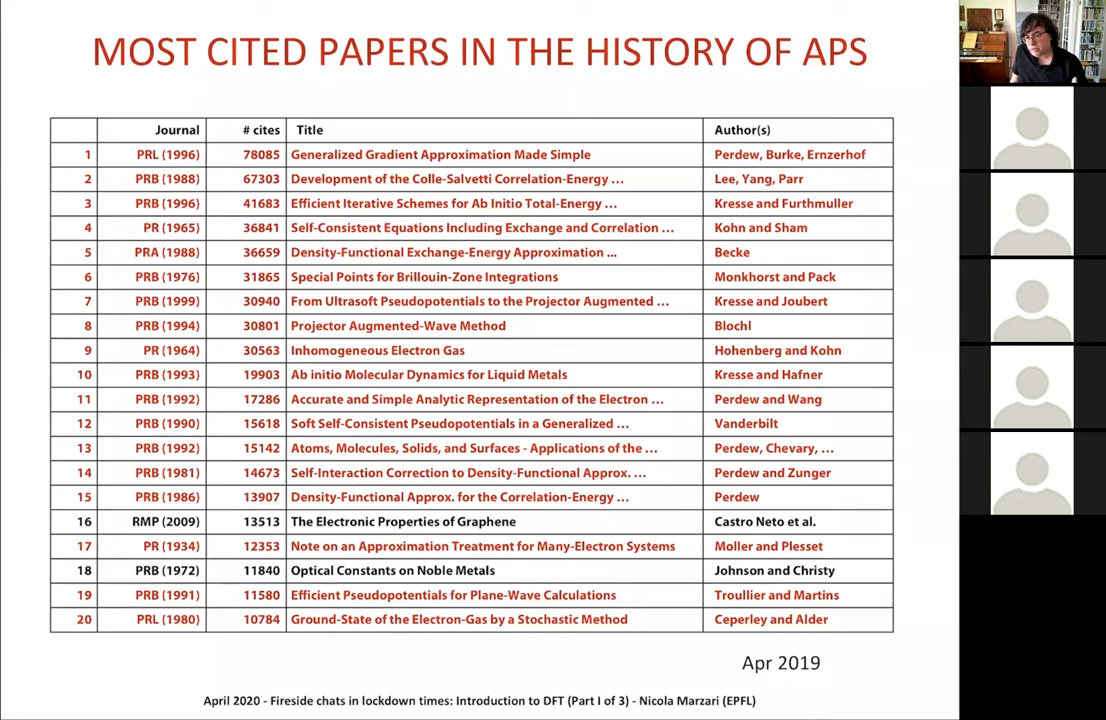 MOST CITED PAPERS IN THE HISTORY OF APS
Journal # cites Title Author(s)
1 PRL (1996) 78085 Generalized Gradient Approximation Made Simple Perdew, Burke, Ernzerhof
2 PRB (1988) 67303 Development of the Colle-Salvetti Correlation-Energy ... Lee, Yang, Parr
3 PRB (1996) 41683 Efficient Iterative Schemes for Ab Initio Total-Energy ... Kresse and Furthmuller
4 PR (1965) 36841 Self-Consistent Equations Including Exchange and Correlation ... Kohn and Sham
5 PRA (1988) 36659 Density-Functional Exchange-Energy Approximation ... Becke
6 PRB (1976) 31865 Special Points for Brillouin-Zone Integrations Monkhorst and Pack
7 PRB (1999) 30940 From Ultrasoft Pseudopotentials to the Projector Augmented ... Kresse and Joubert
8 PRB (1994) 30801 Projector Augmented-Wave Method Blochl
9 PR (1964) 30563 Inhomogeneous Electron Gas Hohenberg and Kohn
10 PRB (1993) 19903 Ab initio Molecular Dynamics for Liquid Metals Kresse and Hafner
11 PRB (1992) 17286 Accurate and Simple Analytic Representation of the Electron ... Perdew and Wang
12 PRB (1990) 15618 Soft Self-Consistent Pseudopotentials in a Generalized ... Vanderbilt
13 PRB (1992) 15142 Atoms, Molecules, Solids, and Surfaces - Applications of the ... Perdew, Chevary, ...
14 PRB (1981) 14673 Self-Interaction Correction to Density-Functional Approx. ... Perdew and Zunger
15 PRB (1986) 13907 Density-Functional Approx. for the Correlation-Energy ... Perdew
16 RMP (2009) 13513 The Electronic Properties of Graphene Castro Neto et al.
17 PR (1934) 12353 Note on an Approximation Treatment for Many-Electron Systems Moller and Plesset
18 PRB (1972) 11840 Optical Constants on Noble Metals Johnson and Christy
19 PRB (1991) 11580 Efficient Pseudopotentials for Plane-Wave Calculations Troullier and Martins
20 PRL (1980) 10784 Ground-State of the Electron-Gas by a Stochastic Method Ceperley and Alder
Apr 2019
April 2020 - Fireside chats in lockdown times: Introduction to DFT (Part I of 3) - Nicola Marzari (EPFL)